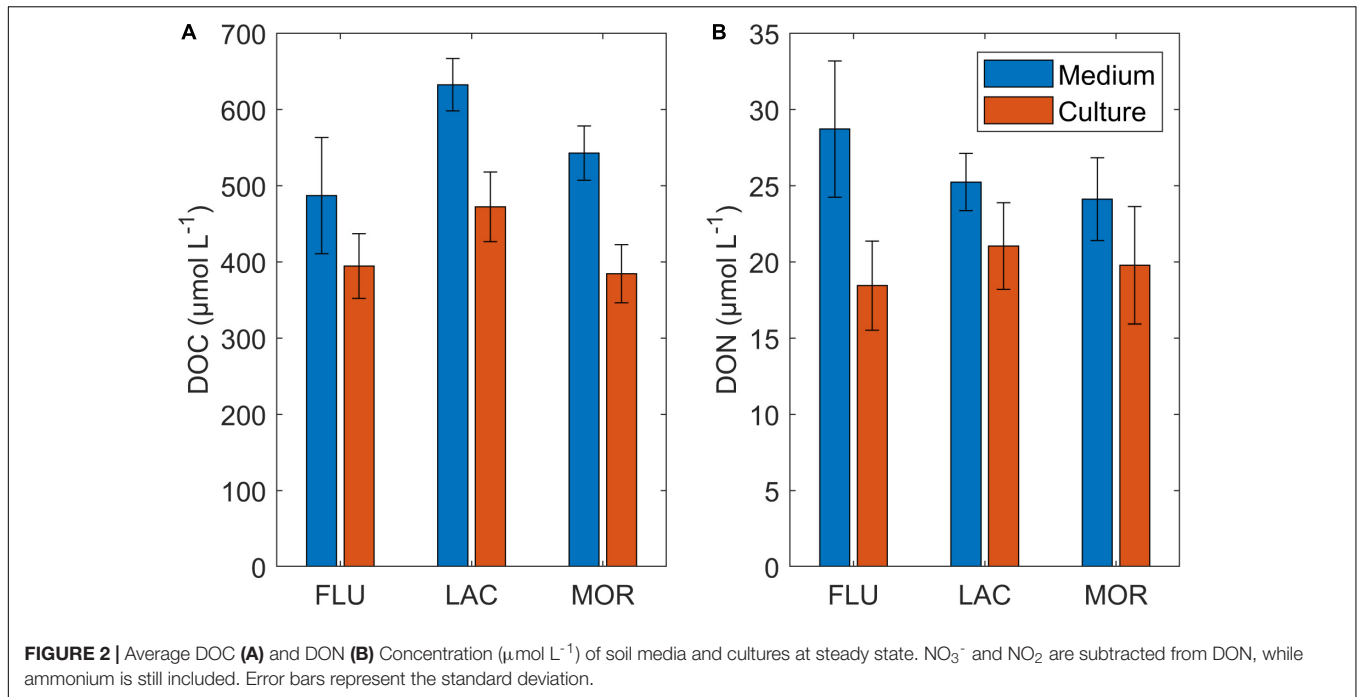 A
700
600
500
400
300
200
100
0
DOC (μmol L⁻¹)
FLU LAC MOR
B
35
30
25
20
15
10
5
0
DON (μmol L⁻¹)
Medium
Culture
FLU LAC MOR
FIGURE 2 | Average DOC (A) and DON (B) Concentration (μmol L⁻¹) of soil media and cultures at steady state. NO₃⁻ and NO₂ are subtracted from DON, while
ammonium is still included. Error bars represent the standard deviation.